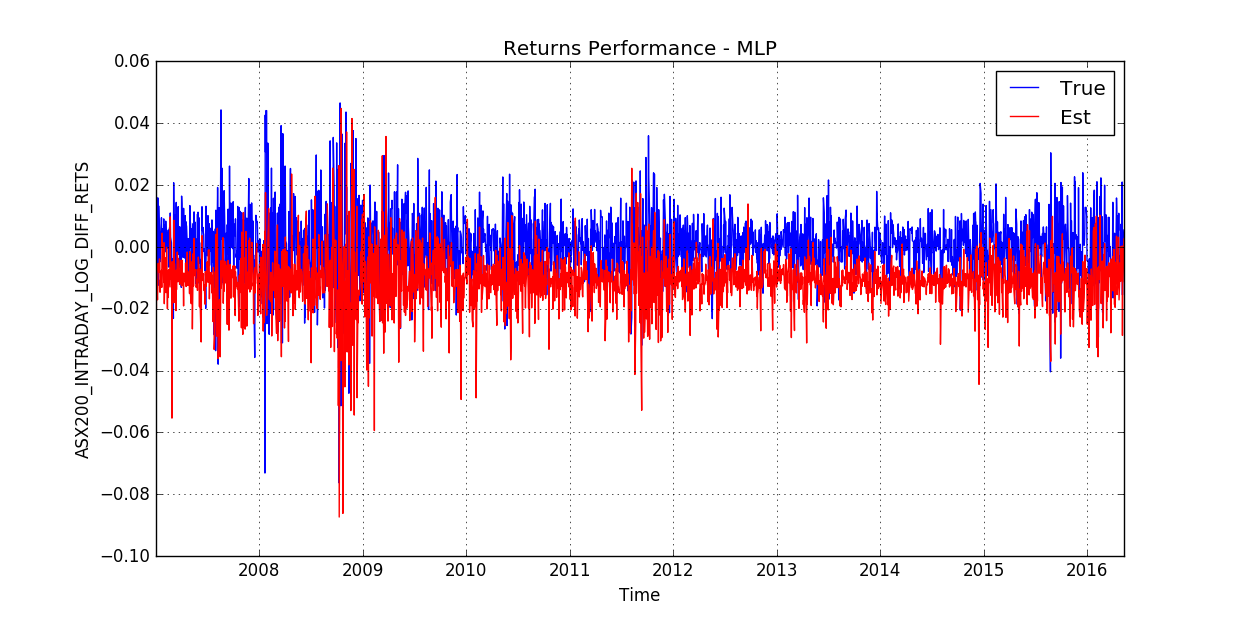 Returns Performance - MLP
True
Est
ASX200_INTRADAY_LOG_DIFF_RETS
0.06
0.04
0.02
0.00
−0.02
−0.04
−0.06
−0.08
−0.10
2008 2009 2010 2011 2012 2013 2014 2015 2016
Time